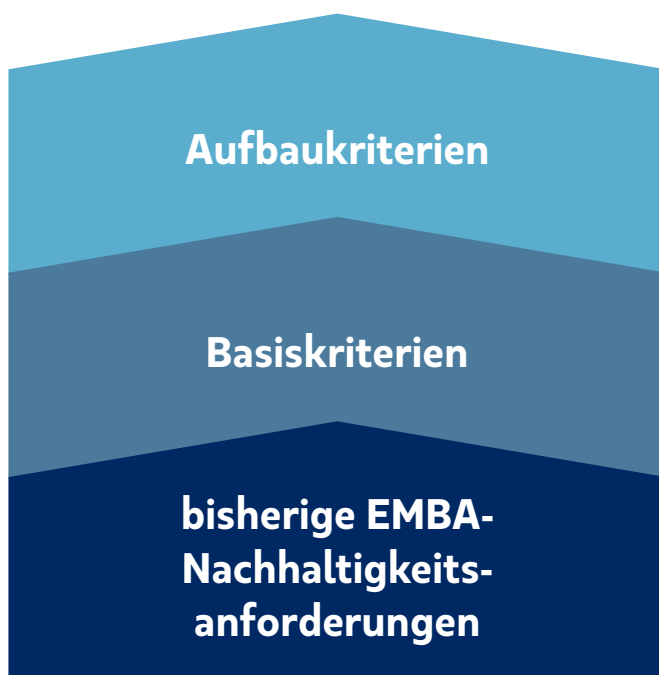 Aufbaukriterien
Basiskriterien
bisherige EMBA-
Nachhaltigkeits-
anforderungen